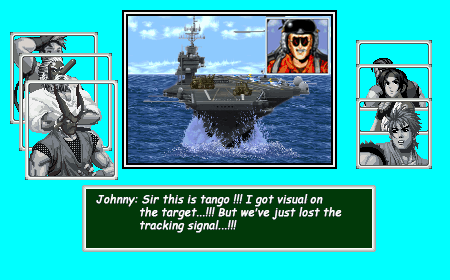 Johnny: Sir this is tango !!! I got visual on
the target...!!! But we've just lost the
tracking signal...!!!